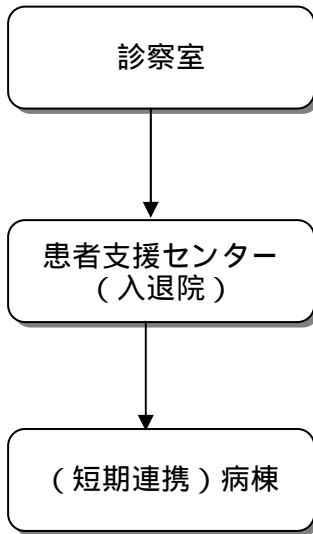 診察室
患者支援センター
（入退院）
（短期連携）病棟